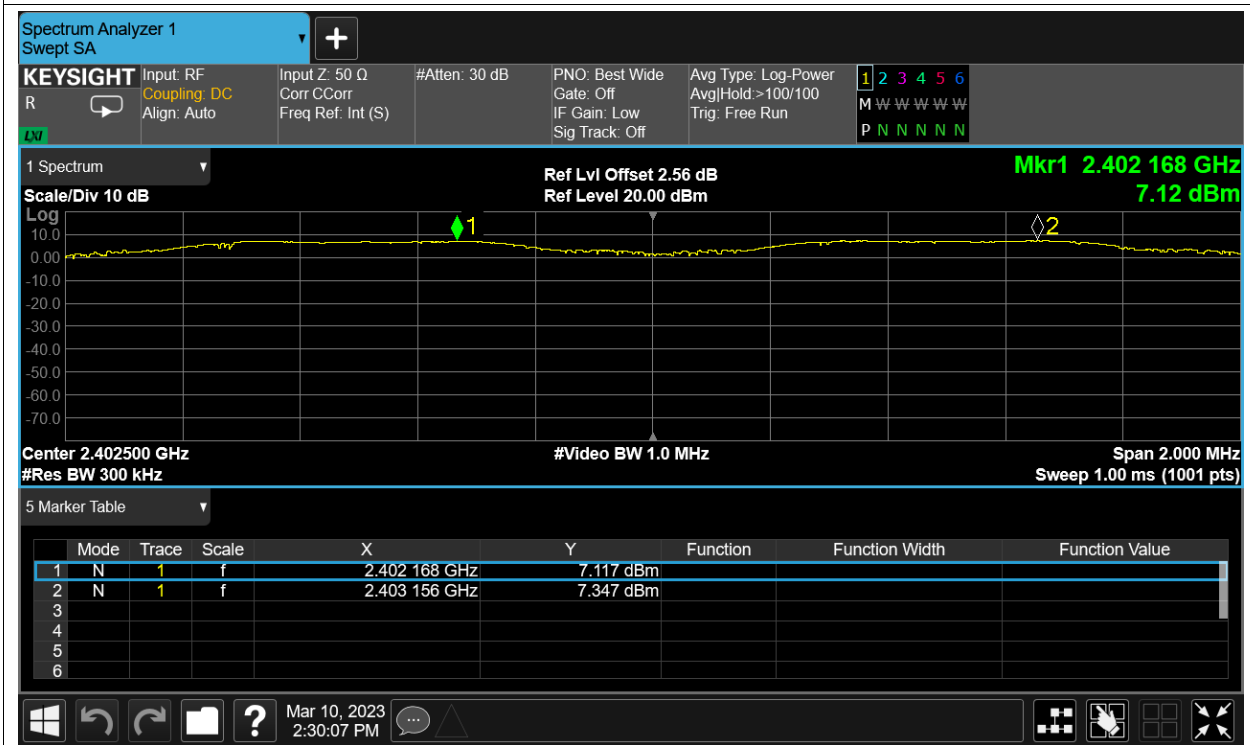 Spectrum Analyzer 1
Swept SA
KEYSIGHT Input: RF Input Z: 50 Ω #Atten: 30 dB PNO: Best Wide Avg Type: Log-Power 1 2 3 4 5 6
R Coupling: DC Corr CCorr Gate: Off Avg|Hold:>100/100 M W W W W W
Align: Auto Freq Ref: Int (S) IF Gain: Low Trig: Free Run
LXI Sig Track: Off P N N N N N
1 Spectrum Ref Lvl Offset 2.56 dB Mkr1 2.402 168 GHz
Scale/Div 10 dB Ref Level 20.00 dBm 7.12 dBm
Log
1 2
10.0
0.00
-10.0
-20.0
-30.0
-40.0
-50.0
-60.0
-70.0
Center 2.402500 GHz #Video BW 1.0 MHz Span 2.000 MHz
#Res BW 300 kHz Sweep 1.00 ms (1001 pts)
5 Marker Table
Mode Trace Scale X Y Function Function Width Function Value
1 N 1 f 2.402 168 GHz 7.117 dBm
2 N 1 f 2.403 156 GHz 7.347 dBm
3
4
5
6
? Mar 10, 2023
2:30:07 PM